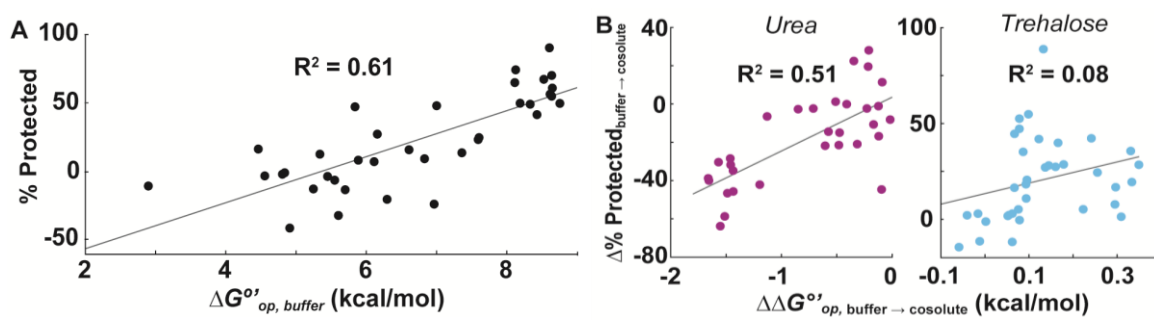 A
% Protected
100
50
0
-50
R² = 0.61
2
4
6
8
ΔG°'op, buffer (kcal/mol)
B
Δ% Protected buffer → cosolute
Urea
40
0
-40
-80
R² = 0.51
-2
-1
0
Trehalose
100
50
0
R² = 0.08
-0.1
0.1
0.3
ΔΔG°'op, buffer → cosolute (kcal/mol)